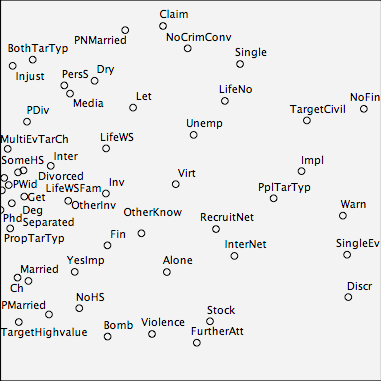 Claim
PNMarried
NoCrimConv
BothTarTyp
Single
Injust
PersS
Dry
Media
Let
LifeNo
NoFin
PDiv
TargetCivil
Unemp
MultiEvTarCh
LifeWS
SomeHS
Inter
Divorced
Impl
PWid
LifeWSFam
Inv
Virt
Get
OtherInv
PplTarTyp
Deg
OtherKnow
Warn
Phd
Separated
RecruitNet
PropTarTyp
Fin
InterNet
SingleEv
Married
YesImp
Alone
Ch
Discr
PMarried
NoHS
Stock
TargetHighvalue
Bomb
Violence
FurtherAtt